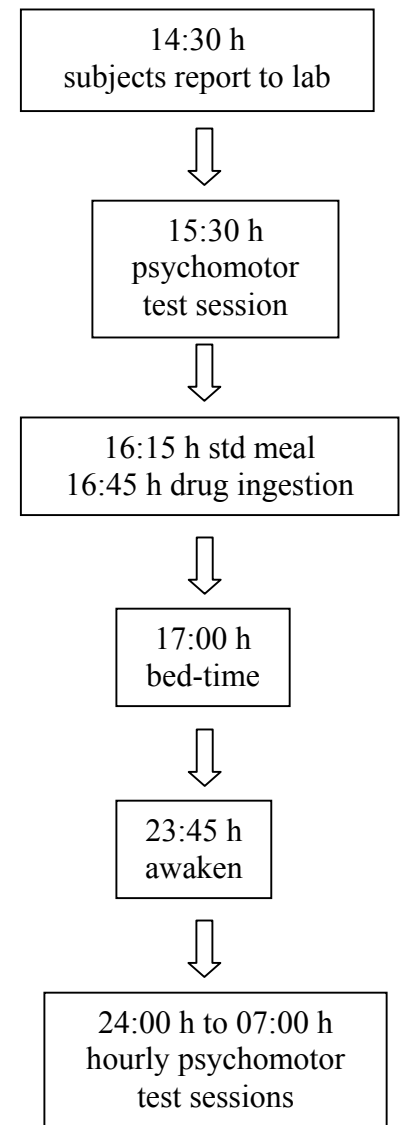 14:30 h
subjects report to lab
15:30 h
psychomotor
test session
16:15 h std meal
16:45 h drug ingestion
17:00 h
bed-time
23:45 h
awaken
24:00 h to 07:00 h
hourly psychomotor
test sessions